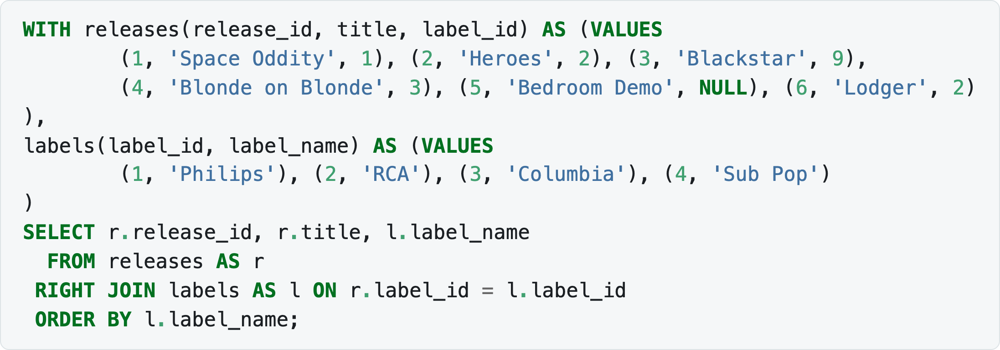 WITH releases(release_id, title, label_id) AS (VALUES
        (1, 'Space Oddity', 1), (2, 'Heroes', 2), (3, 'Blackstar', 9),
        (4, 'Blonde on Blonde', 3), (5, 'Bedroom Demo', NULL), (6, 'Lodger', 2)
),
labels(label_id, label_name) AS (VALUES
        (1, 'Philips'), (2, 'RCA'), (3, 'Columbia'), (4, 'Sub Pop')
)
SELECT r.release_id, r.title, l.label_name
  FROM releases AS r
 RIGHT JOIN labels AS l ON r.label_id = l.label_id
 ORDER BY l.label_name;